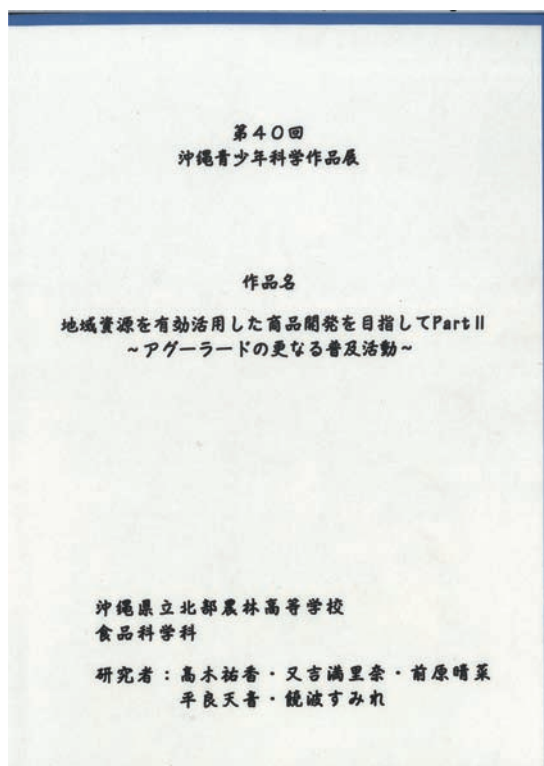 第４０回
沖縄青少年科学作品展
作品名
地域資源を有効活用した商品開発を目指してPartⅡ
～アグーラードの更なる普及活動～
沖縄県立北部農林高等学校
食品科学科
研究者：高木祐香・又吉満里奈・前原晴菜
平良天音・饒波すみれ